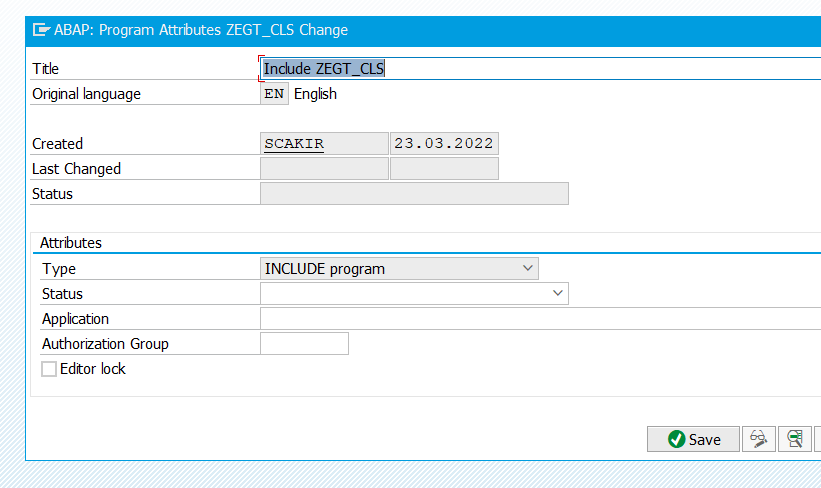 ABAP: Program Attributes ZEGT_CLS Change
Title Include ZEGT_CLS
Original language EN English
Created SCAKIR 23.03.2022
Last Changed
Status
Attributes
Type INCLUDE program
Status
Application
Authorization Group
Editor lock
Save